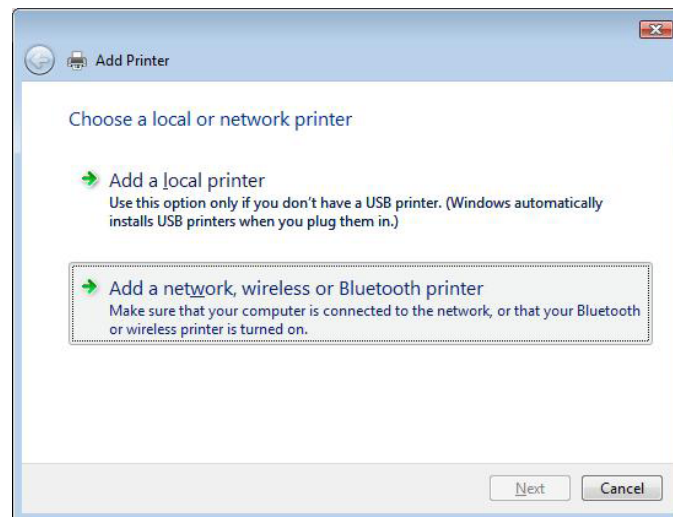 Add Printer
Choose a local or network printer
Add a local printer
Use this option only if you don't have a USB printer. (Windows automatically
installs USB printers when you plug them in.)
Add a network, wireless or Bluetooth printer
Make sure that your computer is connected to the network, or that your Bluetooth
or wireless printer is turned on.
Next Cancel